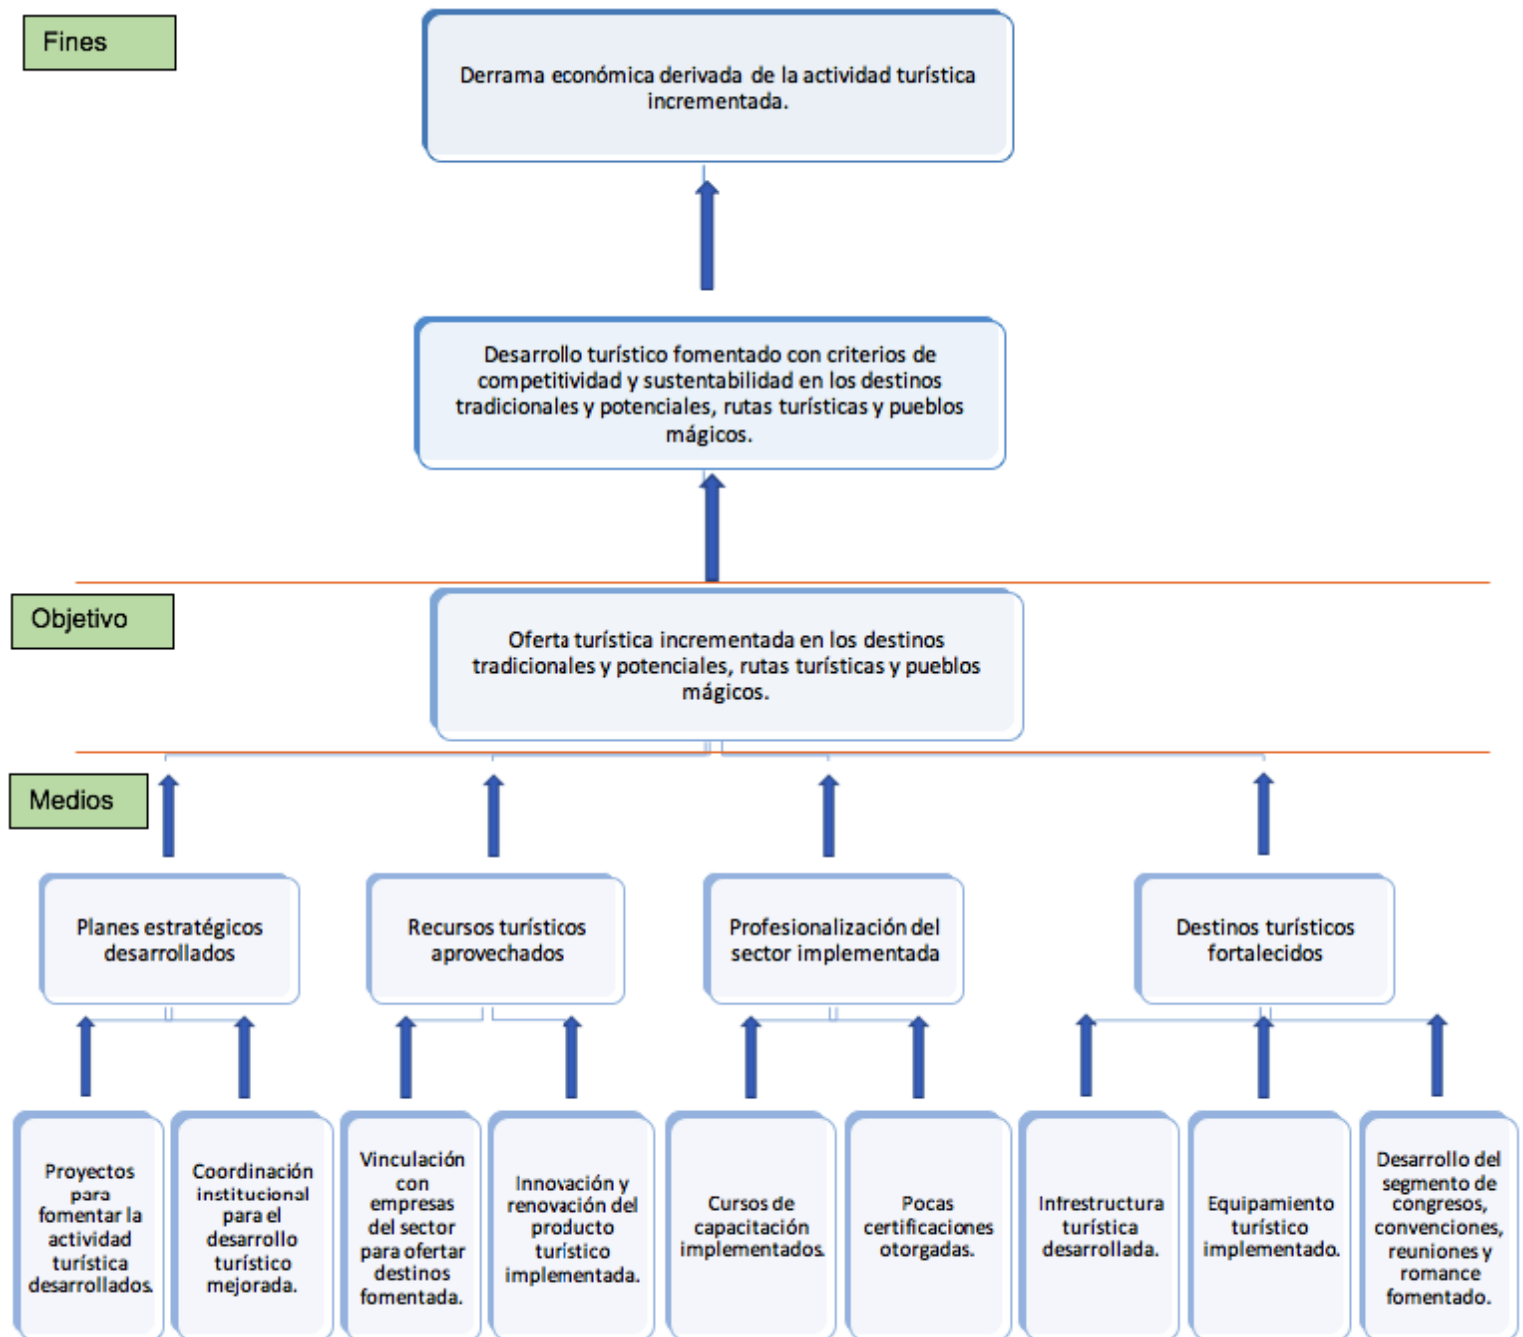 Fines
Derrama económica derivada de la actividad turística
incrementada.
Desarrollo turístico fomentado con criterios de
competitividad y sustentabilidad en los destinos
tradicionales y potenciales, rutas turísticas y pueblos
mágicos.
Objetivo
Oferta turística incrementada en los destinos
tradicionales y potenciales, rutas turísticas y pueblos
mágicos.
Medios
Planes estratégicos
desarrollados
Recursos turísticos
aprovechados
Profesionalización del
sector implementada
Destinos turísticos
fortalecidos
Proyectos
para
fomentar la
actividad
turística
desarrollados.
Coordinación
institucional
para el
desarrollo
turístico
mejorada.
Vinculación
con
empresas
del sector
para ofertar
destinos
fomentada.
Innovación y
renovación del
producto
turístico
implementada.
Cursos de
capacitación
implementados.
Pocas
certificaciones
otorgadas.
Infrestructura
turística
desarrollada.
Equipamiento
turístico
implementado.
Desarrollo del
segmento de
congresos,
convenciones,
reuniones y
romance
fomentado.